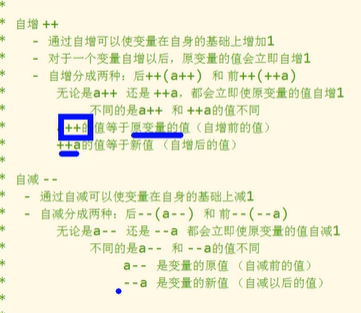 *
* 自增 ++
* - 通过自增可以使变量在自身的基础上增加1
* - 对于一个变量自增以后，原变量的值会立即自增1
* - 自增分成两种：后++(a++) 和 前++(++a)
* 无论是a++ 还是 ++a，都会立即使原变量的值自增1
* 不同的是a++ 和 ++a的值不同
* a++的值等于原变量的值（自增前的值）
* ++a的值等于新值 （自增后的值）
*
* 自减 --
* - 通过自减可以使变量在自身的基础上减1
* - 自减分成两种：后--(a--) 和 前--(--a)
* 无论是a-- 还是 --a 都会立即使原变量的值自减1
* 不同的是a-- 和 --a的值不同
* a-- 是变量的原值 （自减前的值）
* --a 是变量的新值 （自减以后的值）
*